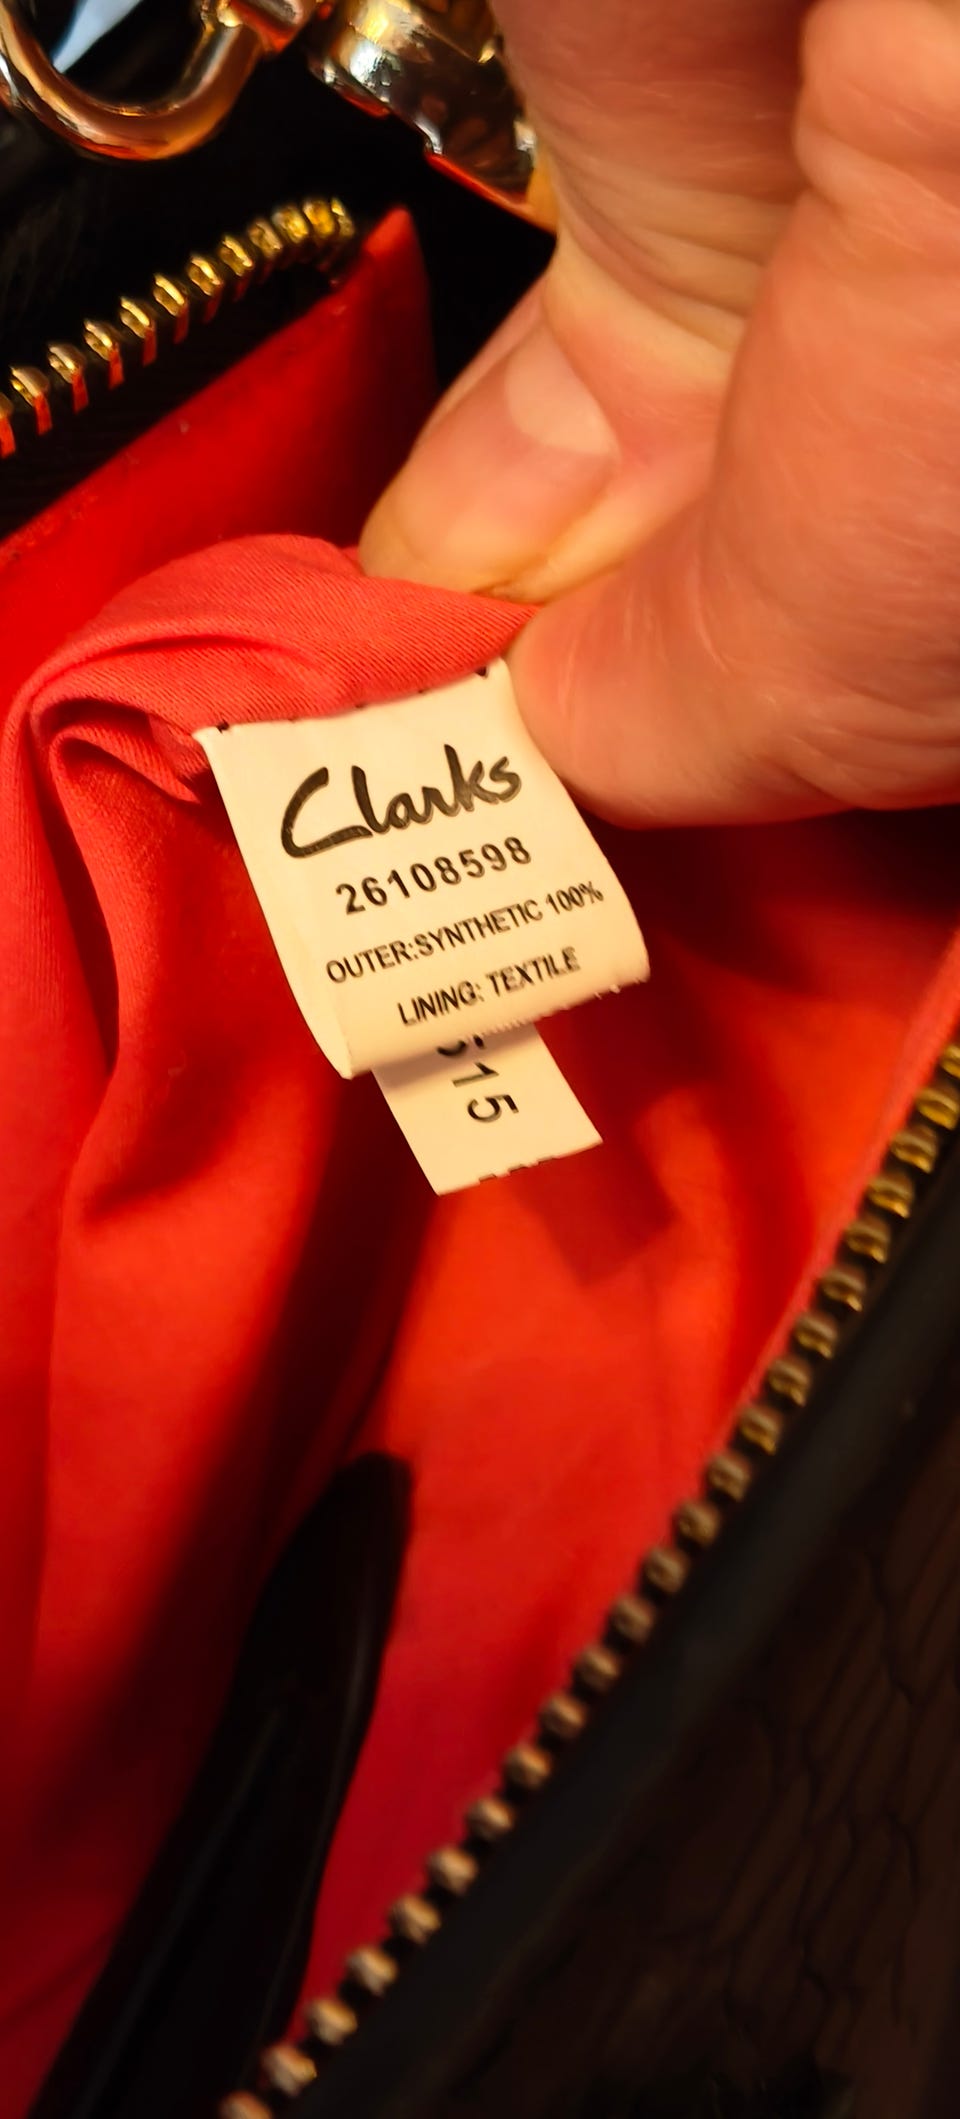 Clarks
26108598
OUTER:SYNTHETIC 100%
LINING: TEXTILE